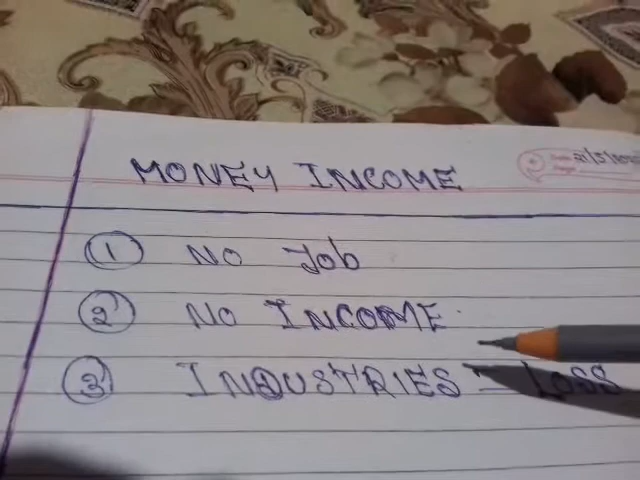 MONEY INCOME
① No Job
② No INCOME
③ INDUSTRIES - LOSS